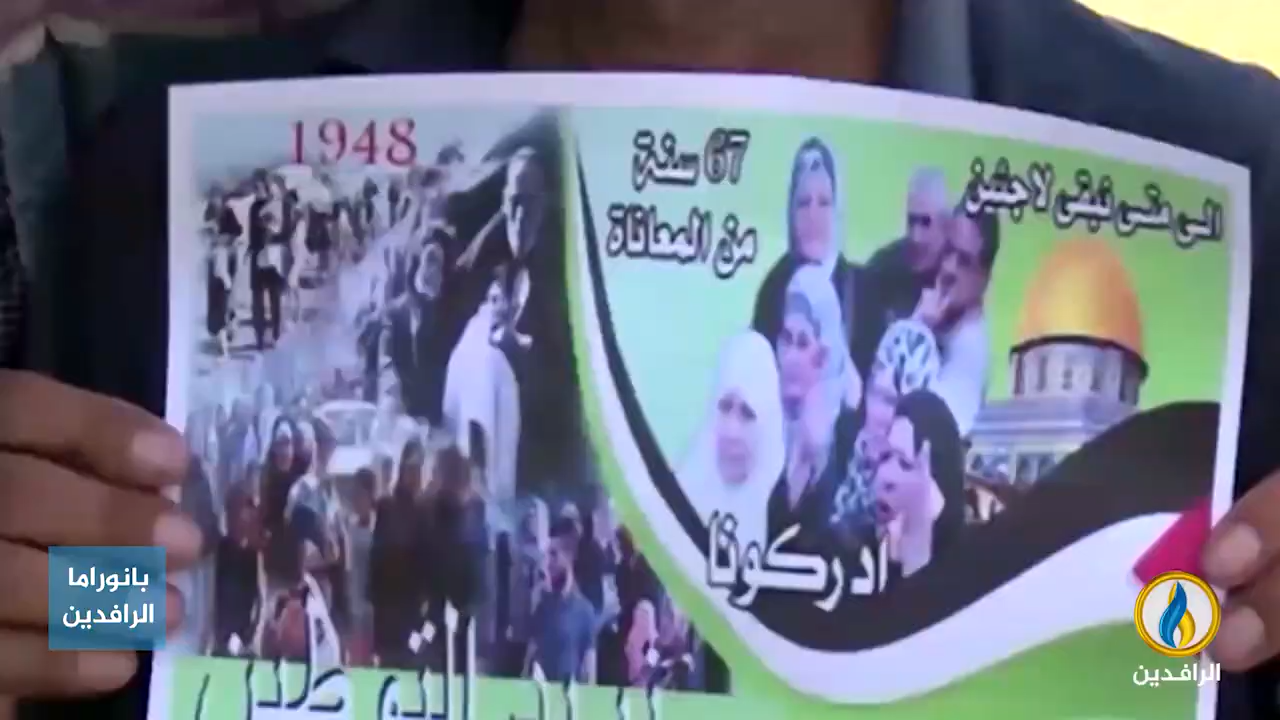 1948
67 سنة
من المعاناة
الى متى نبقى لاجئين
ادركونا
بانوراما
الرافدين
الرافدين